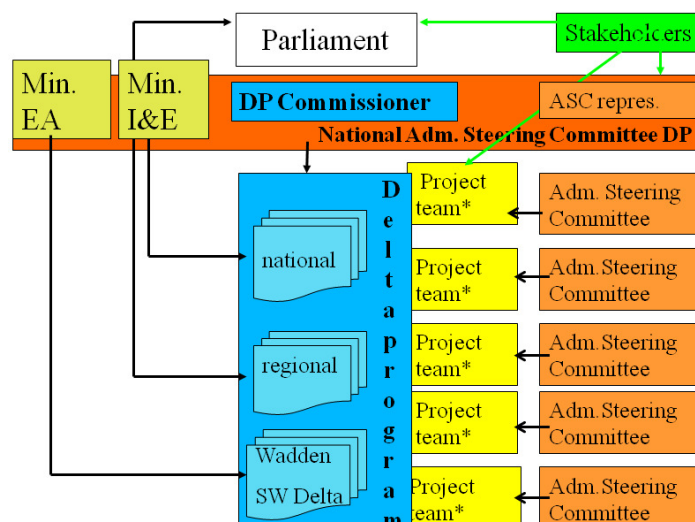 Parliament
Stakeholders
Min.
EA
Min.
I&E
DP Commissioner
ASC repres.
National Adm. Steering Committee DP
Deltaprogram
national
regional
Wadden
SW Delta
Project
team*
Adm. Steering
Committee
Project
team*
Adm. Steering
Committee
Project
team*
Adm. Steering
Committee
Project
team*
Adm. Steering
Committee
Project
team*
Adm. Steering
Committee